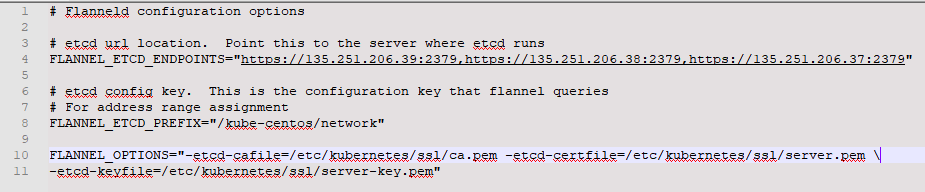 1 # Flanneld configuration options
2
3 # etcd url location.  Point this to the server where etcd runs
4 FLANNEL_ETCD_ENDPOINTS="https://135.251.206.39:2379,https://135.251.206.38:2379,https://135.251.206.37:2379"
5
6 # etcd config key.  This is the configuration key that flannel queries
7 # For address range assignment
8 FLANNEL_ETCD_PREFIX="/kube-centos/network"
9
10 FLANNEL_OPTIONS="-etcd-cafile=/etc/kubernetes/ssl/ca.pem -etcd-certfile=/etc/kubernetes/ssl/server.pem \
11 -etcd-keyfile=/etc/kubernetes/ssl/server-key.pem"